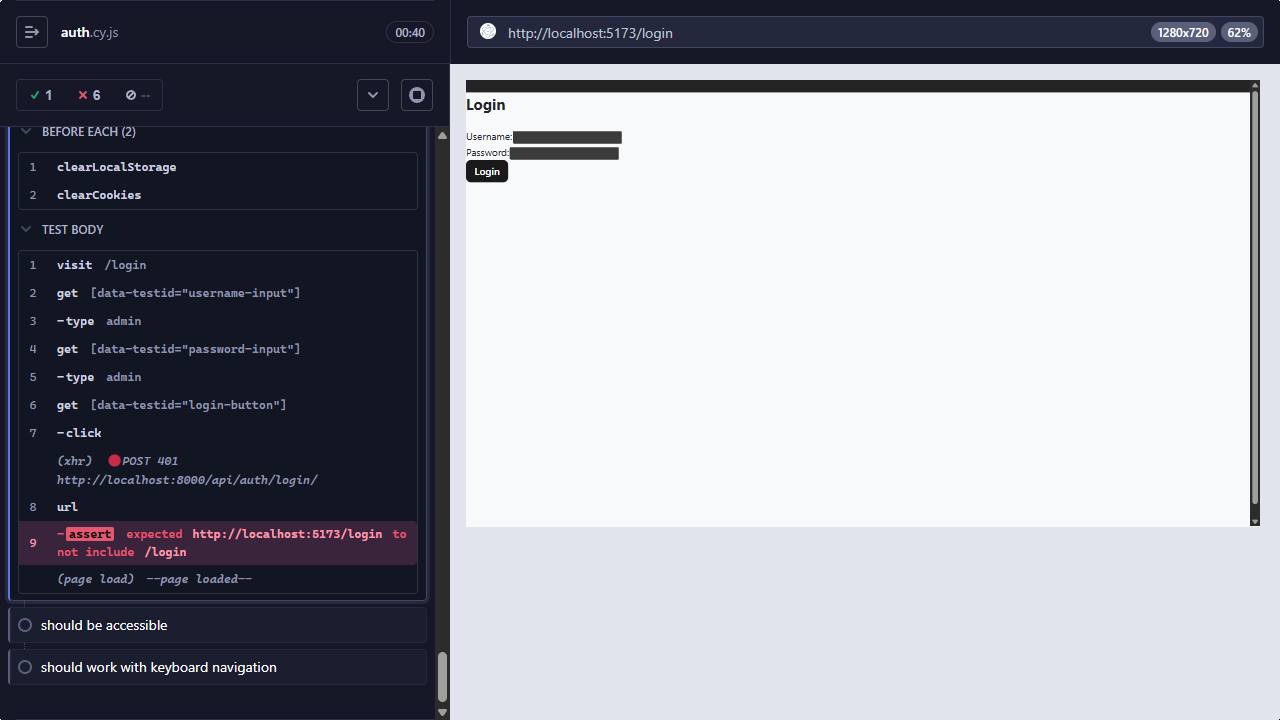 auth.cy.js
00:40
http://localhost:5173/login
1280x720
62%
1
6
--
BEFORE EACH (2)
1 clearLocalStorage
2 clearCookies
TEST BODY
1 visit /login
2 get [data-testid="username-input"]
3 -type admin
4 get [data-testid="password-input"]
5 -type admin
6 get [data-testid="login-button"]
7 -click
(xhr) POST 401
http://localhost:8000/api/auth/login/
8 url
9 -assert expected http://localhost:5173/login to
not include /login
(page load) --page loaded--
should be accessible
should work with keyboard navigation
Login
Username:
Password:
Login